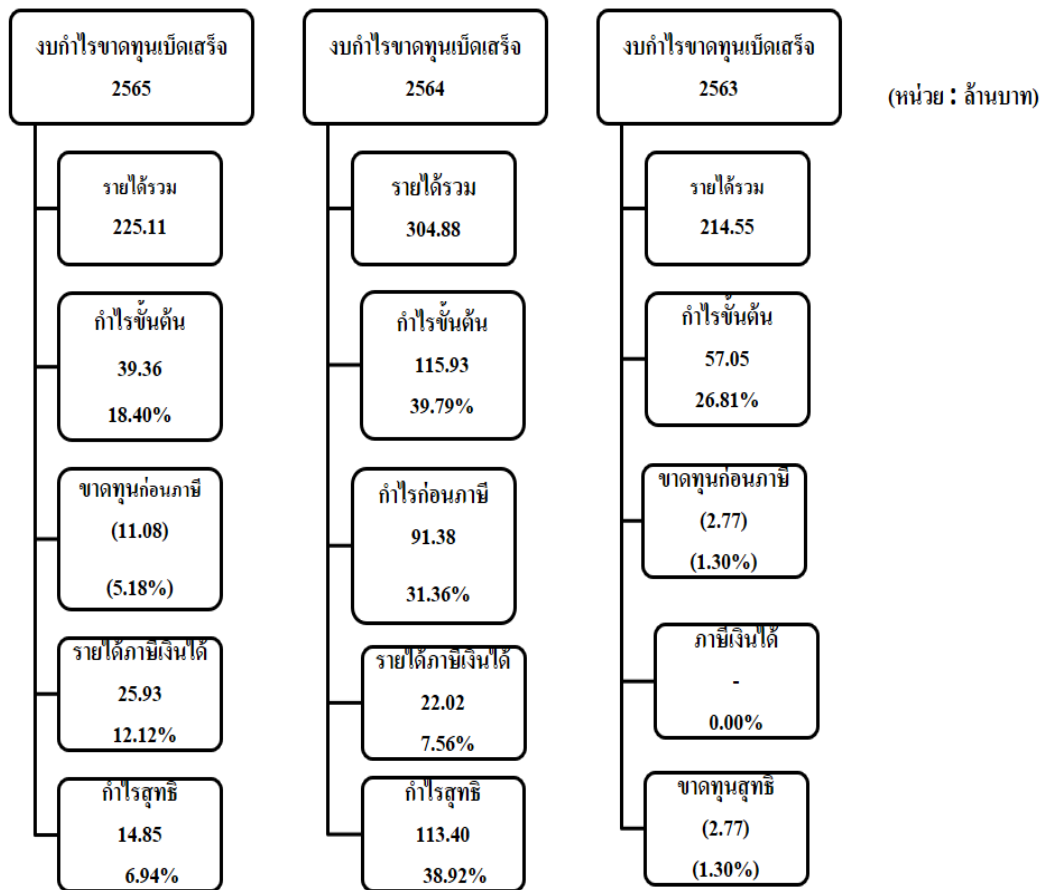 งบกำไรขาดทุนเบ็ดเสร็จ
2565
รายได้รวม
225.11
กำไรขั้นต้น
39.36
18.40%
ขาดทุนก่อนภาษี
(11.08)
(5.18%)
รายได้ภาษีเงินได้
25.93
12.12%
กำไรสุทธิ
14.85
6.94%
งบกำไรขาดทุนเบ็ดเสร็จ
2564
รายได้รวม
304.88
กำไรขั้นต้น
115.93
39.79%
กำไรก่อนภาษี
91.38
31.36%
รายได้ภาษีเงินได้
22.02
7.56%
กำไรสุทธิ
113.40
38.92%
งบกำไรขาดทุนเบ็ดเสร็จ
2563
รายได้รวม
214.55
กำไรขั้นต้น
57.05
26.81%
ขาดทุนก่อนภาษี
(2.77)
(1.30%)
ภาษีเงินได้
-
0.00%
ขาดทุนสุทธิ
(2.77)
(1.30%)
(หน่วย : ล้านบาท)